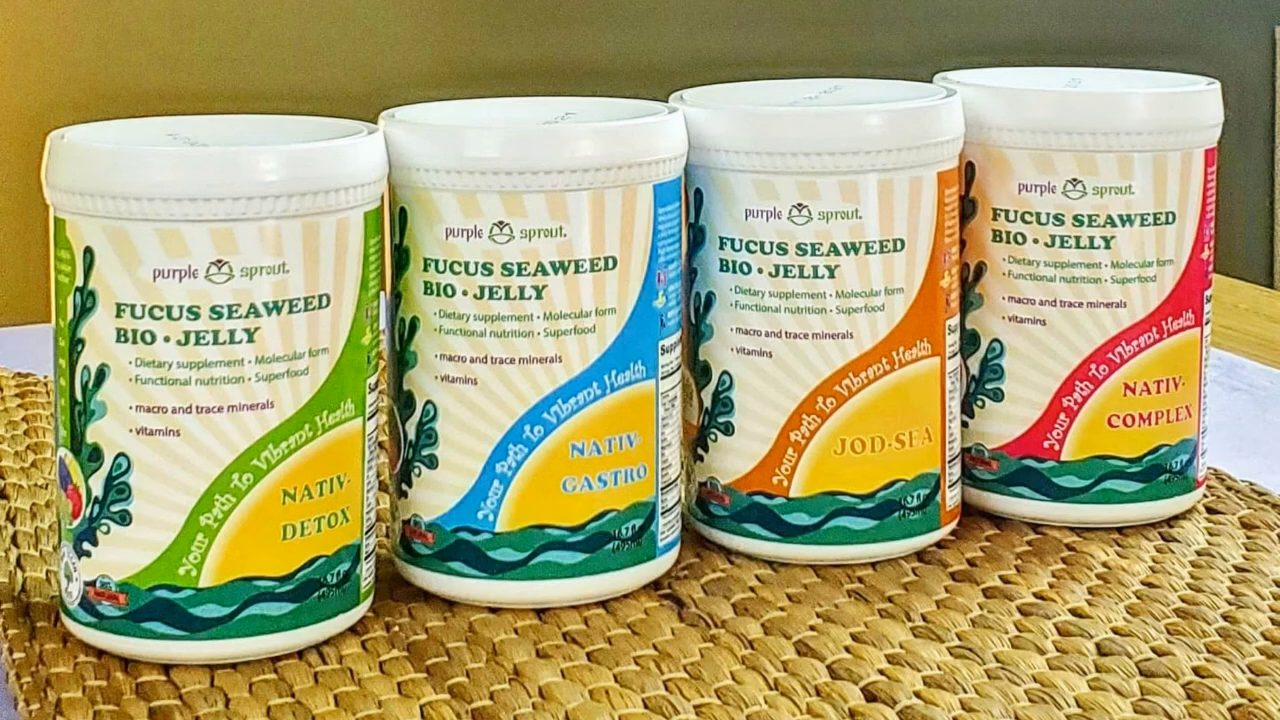 purple sprout.
FUCUS SEAWEED
BIO • JELLY
• Dietary supplement • Molecular form
• Functional nutrition • Superfood
• macro and trace minerals
• vitamins
Your Path To Vibrant Health
NATIV-
DETOX
purple sprout.
FUCUS SEAWEED
BIO • JELLY
• Dietary supplement • Molecular form
• Functional nutrition • Superfood
• macro and trace minerals
• vitamins
Your Path To Vibrant Health
NATIV-
GASTRO
purple sprout.
FUCUS SEAWEED
BIO • JELLY
• Dietary supplement • Molecular form
• Functional nutrition • Superfood
• macro and trace minerals
• vitamins
Your Path To Vibrant Health
JOD-SEA
purple sprout.
FUCUS SEAWEED
BIO • JELLY
• Dietary supplement • Molecular form
• Functional nutrition • Superfood
• macro and trace minerals
• vitamins
Your Path To Vibrant Health
NATIV-
COMPLEX